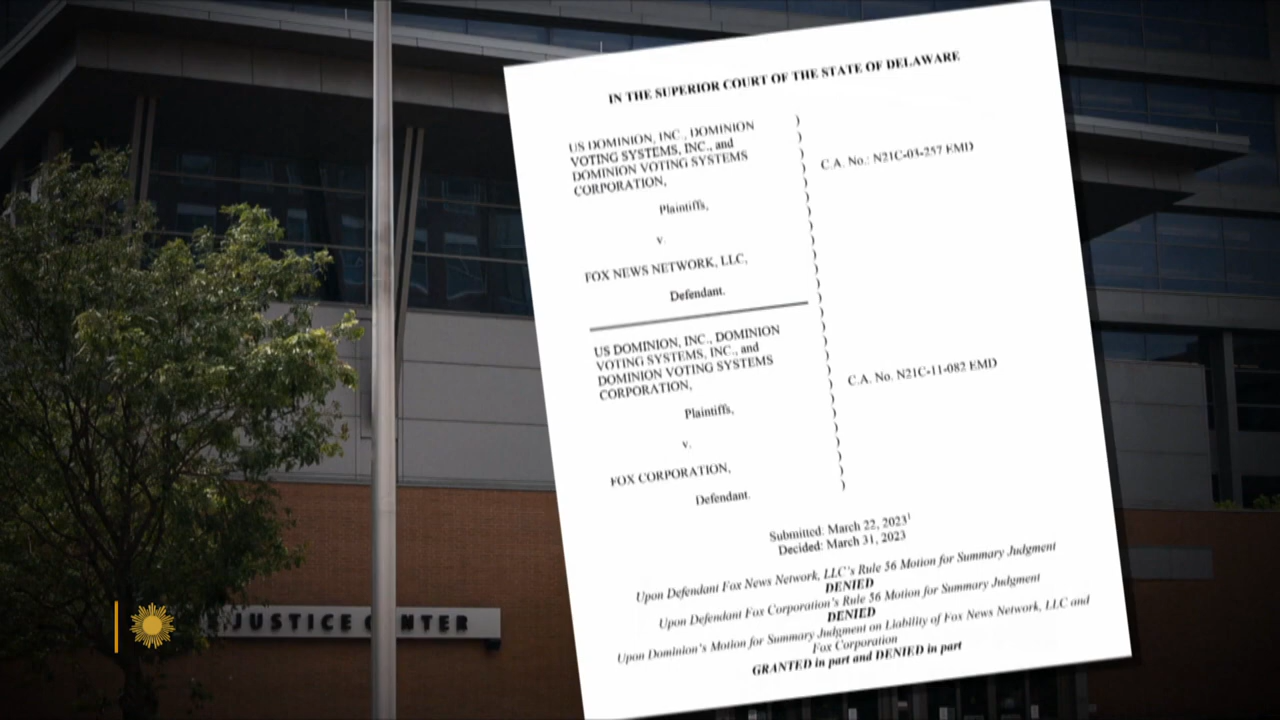 IN THE SUPERIOR COURT OF THE STATE OF DELAWARE
US DOMINION, INC., DOMINION
VOTING SYSTEMS, INC., and
DOMINION VOTING SYSTEMS
CORPORATION,
Plaintiffs,
v.
FOX NEWS NETWORK, LLC,
Defendant.
C.A. No.: N21C-03-257 EMD
US DOMINION, INC., DOMINION
VOTING SYSTEMS, INC., and
DOMINION VOTING SYSTEMS
CORPORATION,
Plaintiffs,
v.
FOX CORPORATION,
Defendant.
C.A. No. N21C-11-082 EMD
Submitted: March 22, 2023¹
Decided: March 31, 2023
Upon Defendant Fox News Network, LLC's Rule 56 Motion for Summary Judgment
DENIED
Upon Defendant Fox Corporation's Rule 56 Motion for Summary Judgment
DENIED
Upon Dominion's Motion for Summary Judgment on Liability of Fox News Network, LLC and
Fox Corporation
GRANTED in part and DENIED in part
JUSTICE CENTER